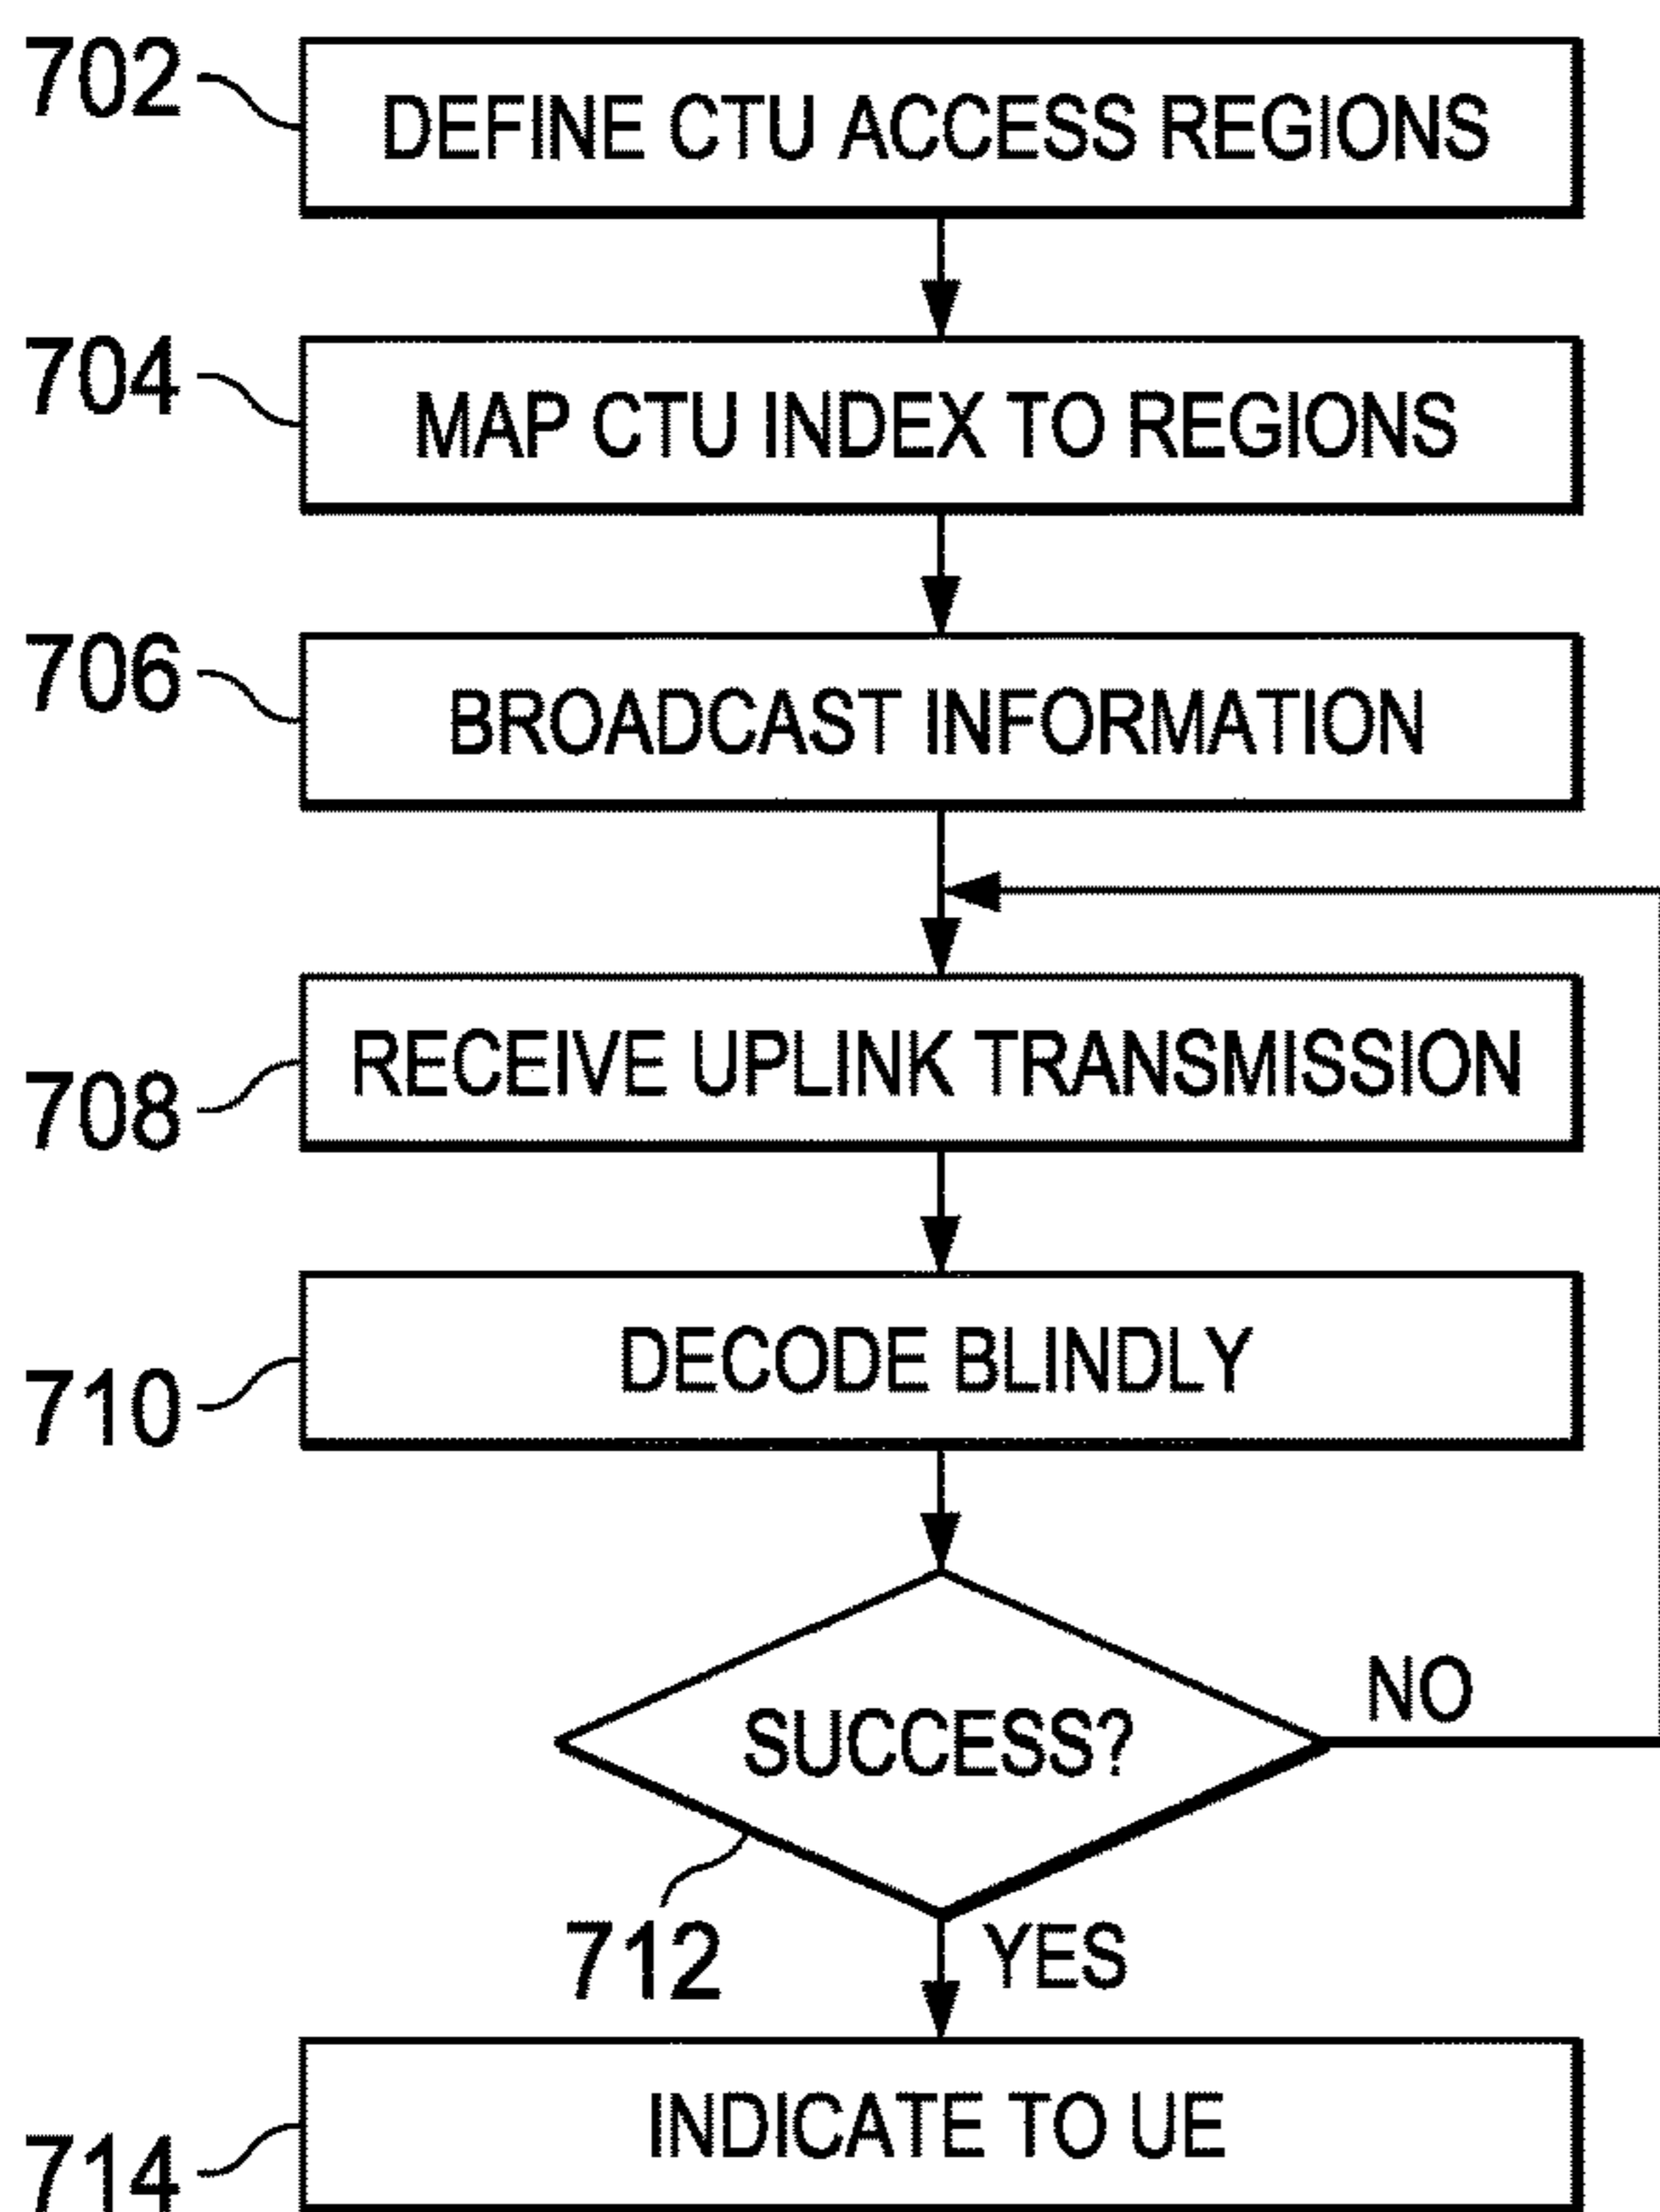 702
DEFINE CTU ACCESS REGIONS
704
MAP CTU INDEX TO REGIONS
706
BROADCAST INFORMATION
708
RECEIVE UPLINK TRANSMISSION
710
DECODE BLINDLY
SUCCESS?
NO
712
YES
714
INDICATE TO UE